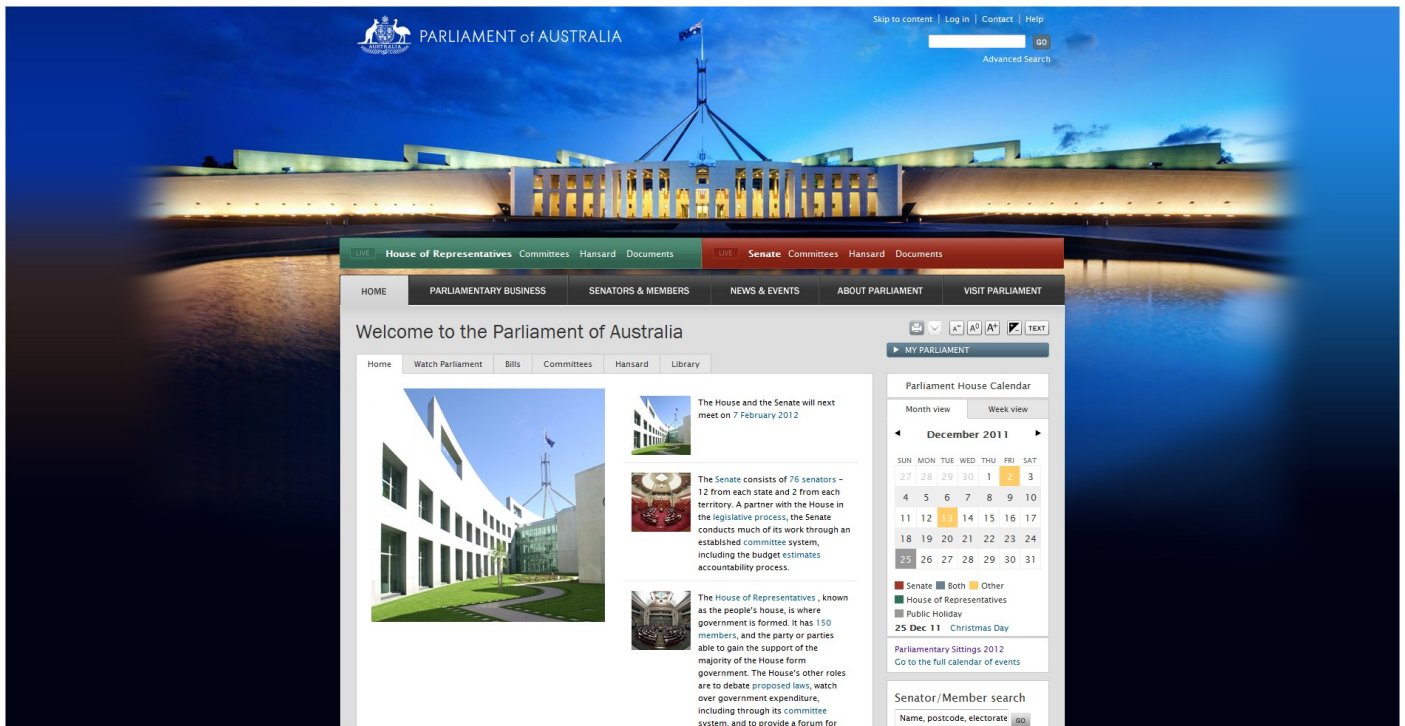 AUSTRALIA
PARLIAMENT of AUSTRALIA
Skip to content | Log in | Contact | Help
GO
Advanced Search
LIVE House of Representatives Committees Hansard Documents
LIVE Senate Committees Hansard Documents
HOME PARLIAMENTARY BUSINESS SENATORS & MEMBERS NEWS & EVENTS ABOUT PARLIAMENT VISIT PARLIAMENT
Welcome to the Parliament of Australia
A- A0 A+ TEXT
MY PARLIAMENT
Home Watch Parliament Bills Committees Hansard Library
The House and the Senate will next
meet on 7 February 2012
The Senate consists of 76 senators –
12 from each state and 2 from each
territory. A partner with the House in
the legislative process, the Senate
conducts much of its work through an
establshed committee system,
including the budget estimates
accountability process.
The House of Representatives , known
as the people's house, is where
government is formed. It has 150
members, and the party or parties
able to gain the support of the
majority of the House form
government. The House's other roles
are to debate proposed laws, watch
over government expenditure,
including through its committee
system, and to provide a forum for
Parliament House Calendar
Month view Week view
December 2011
SUN MON TUE WED THU FRI SAT
27 28 29 30 1 2 3
4 5 6 7 8 9 10
11 12 13 14 15 16 17
18 19 20 21 22 23 24
25 26 27 28 29 30 31
Senate Both Other
House of Representatives
Public Holiday
25 Dec 11 Christmas Day
Parliamentary Sittings 2012
Go to the full calendar of events
Senator/Member search
Name, postcode, electorate GO